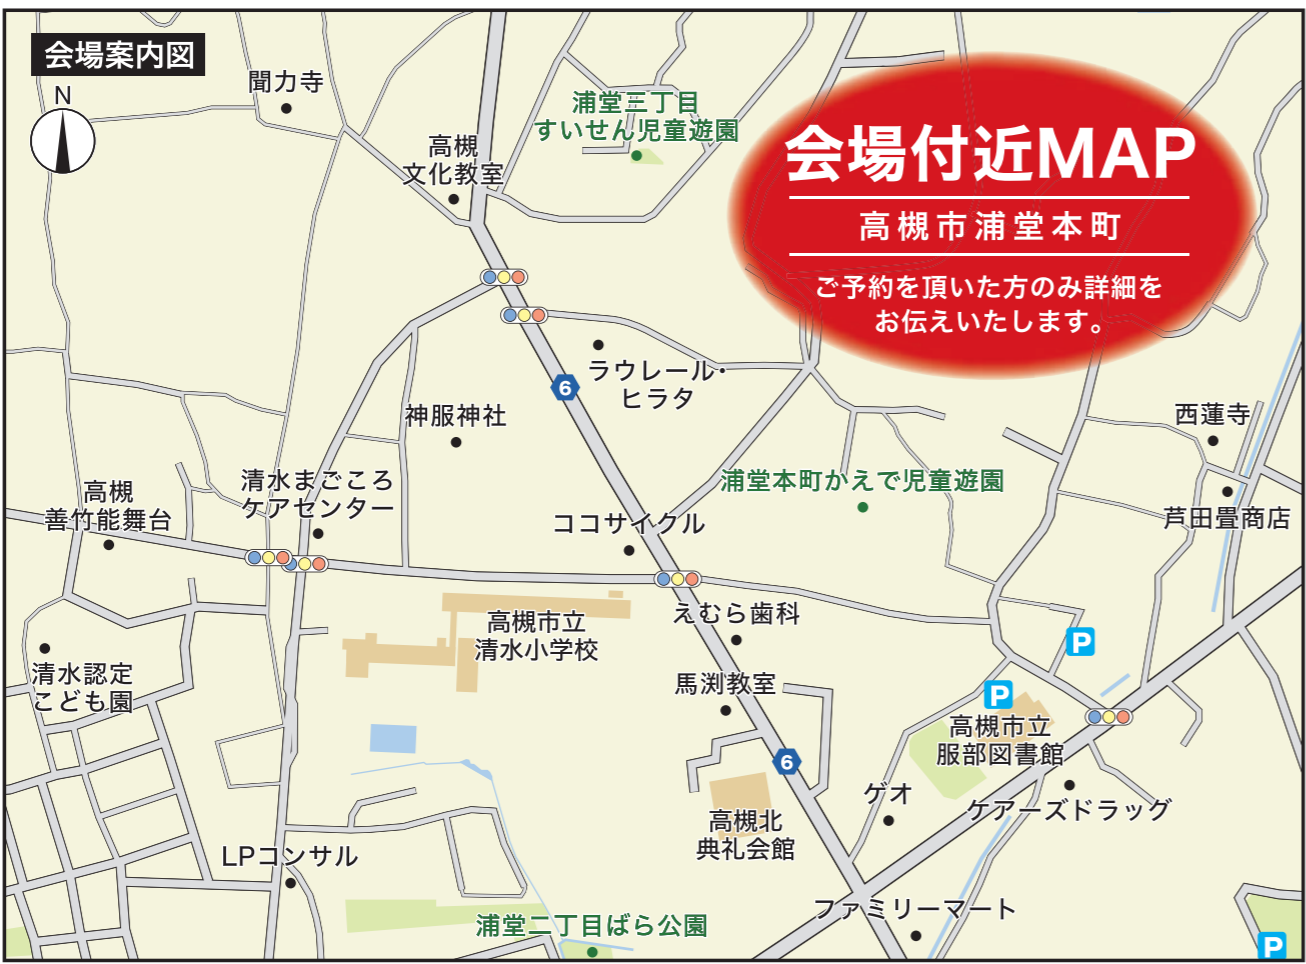 会場案内図
N
聞力寺
高槻
文化教室
浦堂三丁目
すいせん児童遊園
会場付近MAP
高槻市浦堂本町
ご予約を頂いた方のみ詳細を
お伝えいたします。
ラウレール・
ヒラタ
6
神服神社
西蓮寺
高槻
善竹能舞台
清水まごころ
ケアセンター
浦堂本町かえで児童遊園
ココサイクル
芦田畳商店
高槻市立
清水小学校
えむら歯科
P
清水認定
こども園
馬渕教室
P
高槻市立
服部図書館
6
ゲオ
ケアーズドラッグ
高槻北
典礼会館
LPコンサル
ファミリーマート
浦堂二丁目ばら公園
P